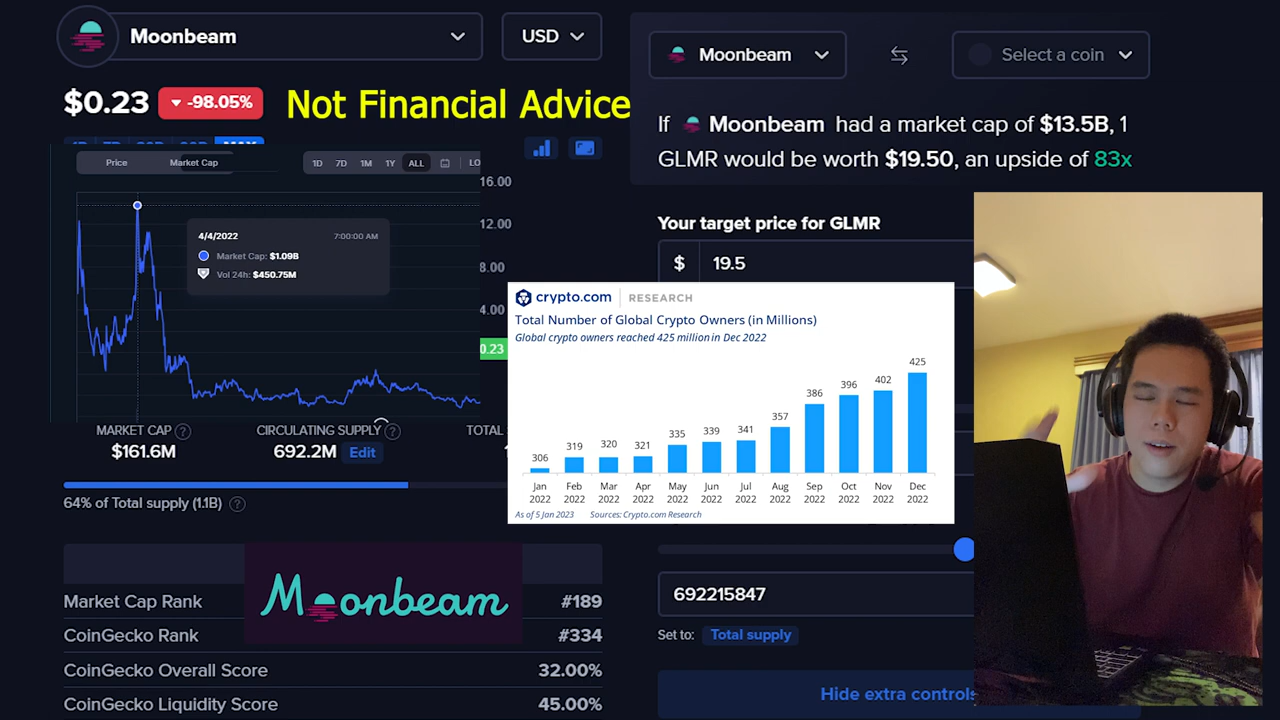 Moonbeam
USD
$0.23 -98.05%
Not Financial Advice
Price Market Cap 1D 7D 1M 1Y ALL LO
4/4/2022 7:00:00 AM
Market Cap: $1.09B
Vol 24h: $450.75M
16.00
12.00
8.00
4.00
0.23
MARKET CAP
$161.6M
CIRCULATING SUPPLY
692.2M Edit
TOTAL
64% of Total supply (1.1B)
Moonbeam
Market Cap Rank #189
CoinGecko Rank #334
CoinGecko Overall Score 32.00%
CoinGecko Liquidity Score 45.00%
Moonbeam Select a coin
If Moonbeam had a market cap of $13.5B, 1
GLMR would be worth $19.50, an upside of 83x
Your target price for GLMR
$ 19.5
crypto.com RESEARCH
Total Number of Global Crypto Owners (in Millions)
Global crypto owners reached 425 million in Dec 2022
306 319 320 321 335 339 341 357 386 396 402 425
Jan Feb Mar Apr May Jun Jul Aug Sep Oct Nov Dec
2022 2022 2022 2022 2022 2022 2022 2022 2022 2022 2022 2022
As of 5 Jan 2023 Sources: Crypto.com Research
692215847
Set to: Total supply
Hide extra controls